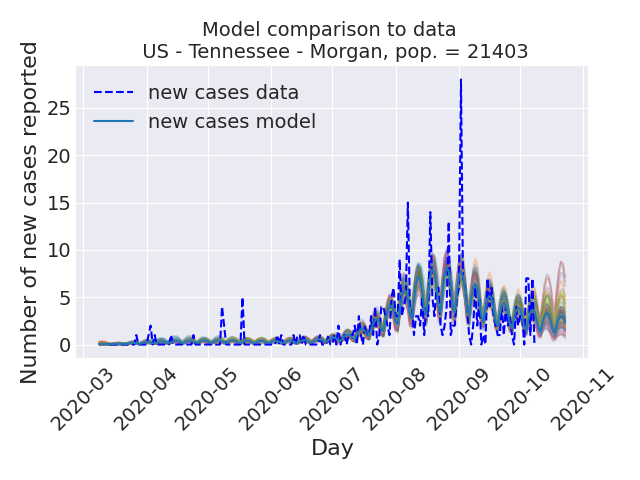 Model comparison to data
US - Tennessee - Morgan, pop. = 21403
new cases data
new cases model
Number of new cases reported
25
20
15
10
5
0
2020-03
2020-04
2020-05
2020-06
2020-07
2020-08
2020-09
2020-10
2020-11
Day